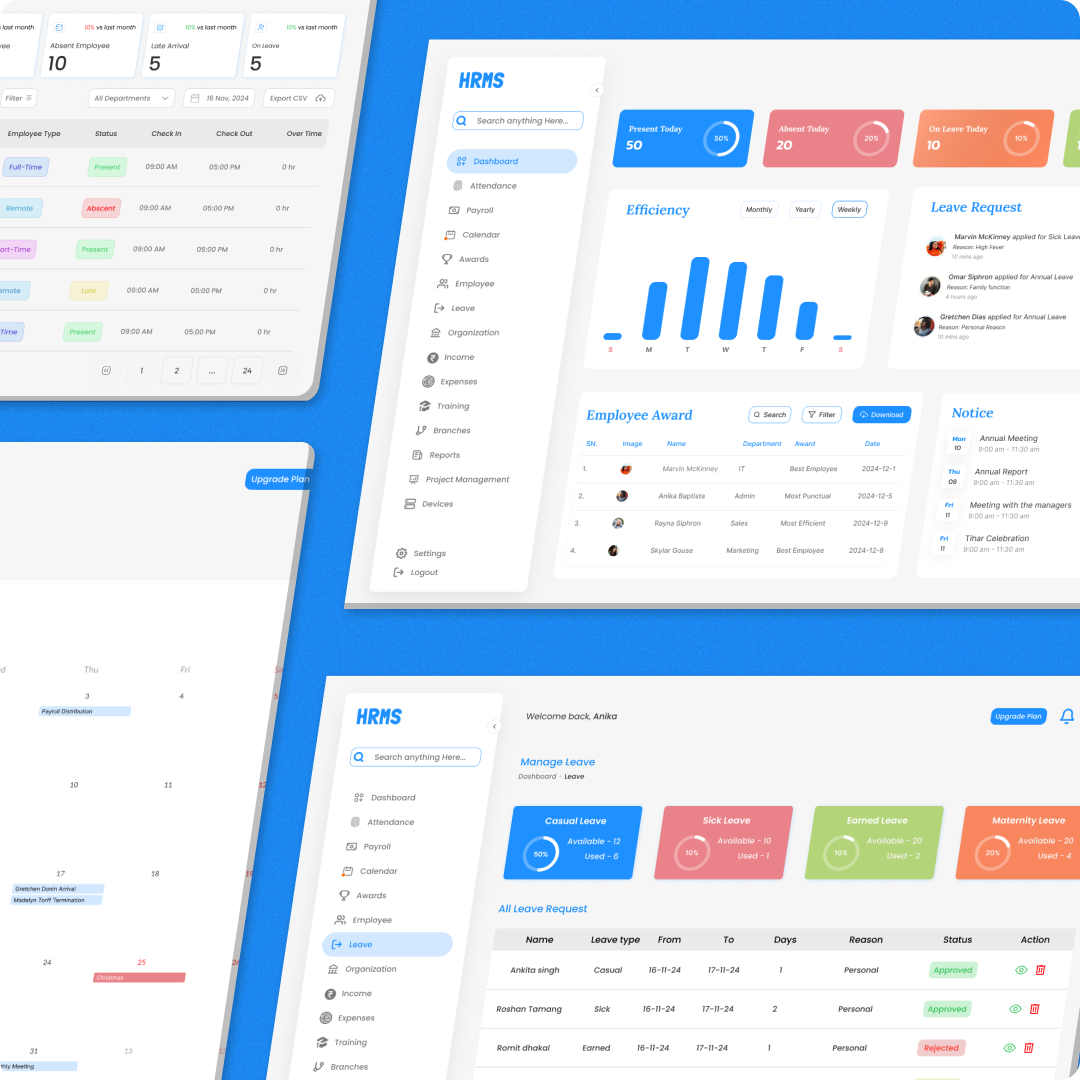 s last month
10% vs last month
10% vs last month
10% vs last month
Absent Employee
Late Arrival
On Leave
10
5
5
Filter
All Departments
16 Nov, 2024
Export CSV
Employee Type Status Check In Check Out Over Time
Full-Time Present 09:00 AM 05:00 PM 0 hr
Remote Abscent 09:00 AM 05:00 PM 0 hr
art-Time Present 09:00 AM 05:00 PM 0 hr
emote Late 09:00 AM 05:00 PM 0 hr
Time Present 09:00 AM 05:00 PM 0 hr
1 2 ... 24
HRMS
Search anything Here...
Dashboard
Attendance
Payroll
Calendar
Awards
Employee
Leave
Organization
Income
Expenses
Training
Branches
Reports
Project Management
Devices
Settings
Logout
Present Today
50
50%
Absent Today
20
20%
On Leave Today
10
10%
Efficiency
Monthly
Yearly
Weekly
S M T W T F S
Leave Request
Marvin McKinney applied for Sick Leave
Reason: High Fever
10 mins ago
Omar Siphron applied for Annual Leave
Reason: Family function
4 hours ago
Gretchen Dias applied for Annual Leave
Reason: Personal Reason
10 mins ago
Employee Award
Search
Filter
Download
SN. Image Name Department Award Date
1. Marvin McKinney IT Best Employee 2024-12-1
2. Anika Baptista Admin Most Punctual 2024-12-5
3. Rayna Siphron Sales Most Efficient 2024-12-9
4. Skylar Gouse Marketing Best Employee 2024-12-8
Notice
Mon
10
Annual Meeting
9:00 am - 11:30 am
Thu
08
Annual Report
9:00 am - 11:30 am
Fri
11
Meeting with the managers
9:00 am - 11:30 am
Fri
11
Tihar Celebration
9:00 am - 11:30 am
Upgrade Plan
Thu Fri Sa
3 4 5
Payroll Distribution
10 11 12
17 18 19
Gretchen Donin Arrival
Madelyn Torff Termination
24 25 26
Christmas
31 13
thly Meeting
HRMS
Search anything Here...
Dashboard
Attendance
Payroll
Calendar
Awards
Employee
Leave
Organization
Income
Expenses
Training
Branches
Welcome back, Anika
Upgrade Plan
Manage Leave
Dashboard · Leave
Casual Leave
50%
Available - 12
Used - 6
Sick Leave
10%
Available - 10
Used - 1
Earned Leave
10%
Available - 20
Used - 2
Maternity Leave
20%
Available - 20
Used - 4
All Leave Request
Name Leave type From To Days Reason Status Action
Ankita singh Casual 16-11-24 17-11-24 1 Personal Approved
Roshan Tamang Sick 16-11-24 17-11-24 2 Personal Approved
Romit dhakal Earned 16-11-24 17-11-24 1 Personal Rejected